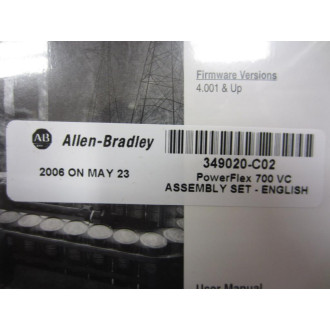 Firmware Versions
4.001 & Up
AB Allen-Bradley
349020-C02
2006 ON MAY 23
PowerFlex 700 VC
ASSEMBLY SET - ENGLISH
User Manual